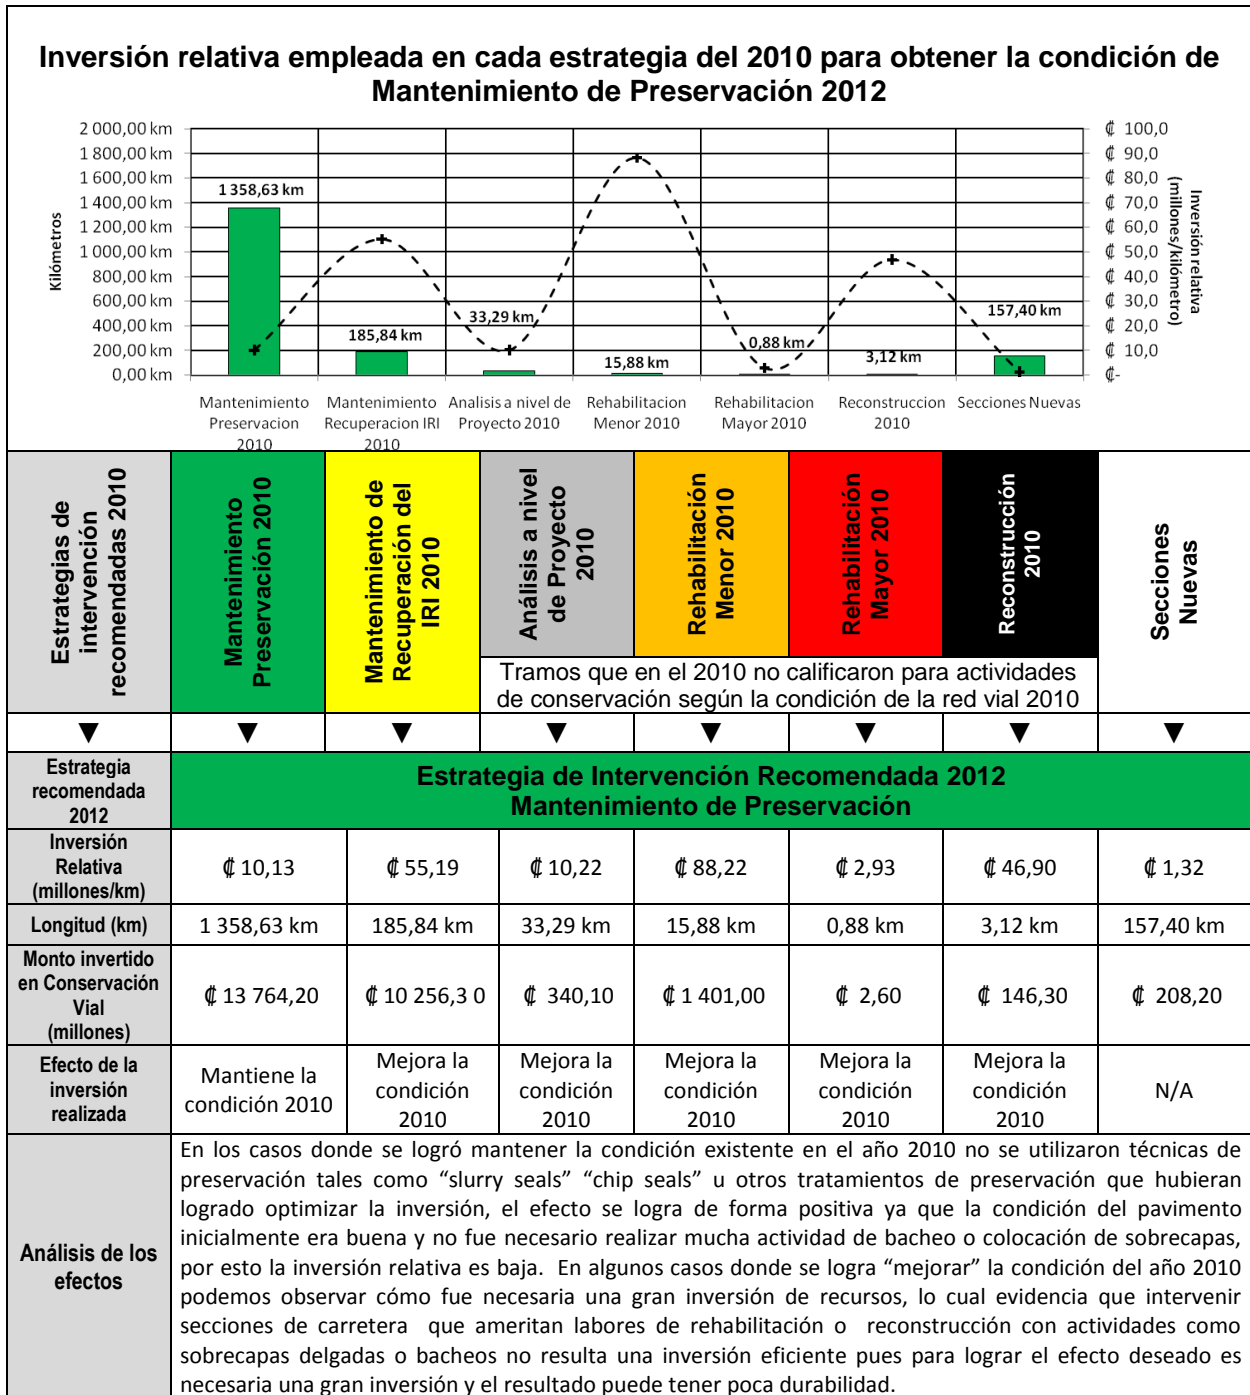 Inversión relativa empleada en cada estrategia del 2010 para obtener la condición de
Mantenimiento de Preservación 2012
2 000,00 km
1 800,00 km
1 600,00 km
1 400,00 km
1 200,00 km
1 000,00 km
800,00 km
600,00 km
400,00 km
200,00 km
0,00 km
Kilómetros
1 358,63 km
185,84 km
33,29 km
15,88 km
0,88 km
3,12 km
157,40 km
₡ 100,0
₡ 90,0
₡ 80,0
₡ 70,0
₡ 60,0
₡ 50,0
₡ 40,0
₡ 30,0
₡ 20,0
₡ 10,0
₡-
Inversión relativa
(millones/kilómetro)
Mantenimiento
Preservacion
2010
Mantenimiento
Recuperacion IRI
2010
Analisis a nivel de
Proyecto 2010
Rehabilitacion
Menor 2010
Rehabilitacion
Mayor 2010
Reconstruccion
2010
Secciones Nuevas
Estrategias de
intervención
recomendadas 2010
Mantenimiento
Preservación 2010
Mantenimiento de
Recuperación del
IRI 2010
Análisis a nivel
de Proyecto
2010
Rehabilitación
Menor 2010
Rehabilitación
Mayor 2010
Reconstrucción
2010
Secciones
Nuevas
Tramos que en el 2010 no calificaron para actividades
de conservación según la condición de la red vial 2010
▼ ▼ ▼ ▼ ▼ ▼ ▼ ▼
Estrategia
recomendada
2012
Estrategia de Intervención Recomendada 2012
Mantenimiento de Preservación
Inversión
Relativa
(millones/km)
₡ 10,13 ₡ 55,19 ₡ 10,22 ₡ 88,22 ₡ 2,93 ₡ 46,90 ₡ 1,32
Longitud (km) 1 358,63 km 185,84 km 33,29 km 15,88 km 0,88 km 3,12 km 157,40 km
Monto invertido
en Conservación
Vial
(millones)
₡ 13 764,20 ₡ 10 256,3 0 ₡ 340,10 ₡ 1 401,00 ₡ 2,60 ₡ 146,30 ₡ 208,20
Efecto de la
inversión
realizada
Mantiene la
condición 2010
Mejora la
condición
2010
Mejora la
condición
2010
Mejora la
condición
2010
Mejora la
condición
2010
Mejora la
condición
2010
N/A
Análisis de los
efectos
En los casos donde se logró mantener la condición existente en el año 2010 no se utilizaron técnicas de
preservación tales como “slurry seals” “chip seals” u otros tratamientos de preservación que hubieran
logrado optimizar la inversión, el efecto se logra de forma positiva ya que la condición del pavimento
inicialmente era buena y no fue necesario realizar mucha actividad de bacheo o colocación de sobrecapas,
por esto la inversión relativa es baja. En algunos casos donde se logra “mejorar” la condición del año 2010
podemos observar cómo fue necesaria una gran inversión de recursos, lo cual evidencia que intervenir
secciones de carretera que ameritan labores de rehabilitación o reconstrucción con actividades como
sobrecapas delgadas o bacheos no resulta una inversión eficiente pues para lograr el efecto deseado es
necesaria una gran inversión y el resultado puede tener poca durabilidad.